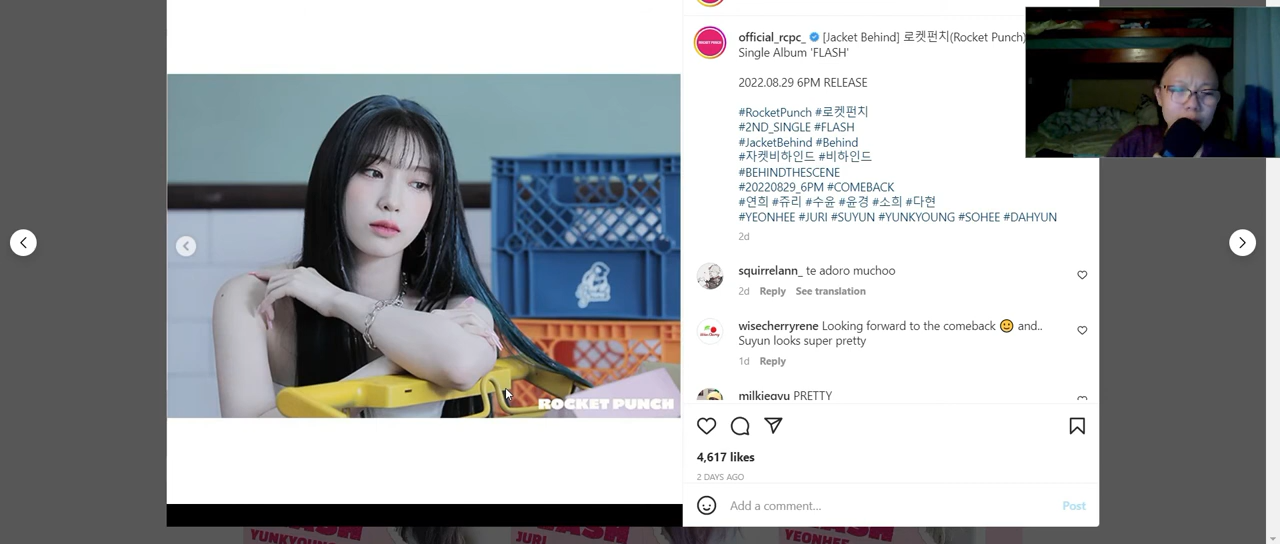 official_rcpc_ [Jacket Behind] 로켓펀치(Rocket Punch)
Single Album 'FLASH'
2022.08.29 6PM RELEASE
#RocketPunch #로켓펀치
#2ND_SINGLE #FLASH
#JacketBehind #Behind
#자켓비하인드 #비하인드
#BEHINDTHESCENE
#20220829_6PM #COMEBACK
#연희 #쥬리 #수윤 #윤경 #소희 #다현
#YEONHEE #JURI #SUYUN #YUNKYOUNG #SOHEE #DAHYUN
2d
squirrelann_ te adoro muchoo
2d Reply See translation
wisecherryrene Looking forward to the comeback 😊 and..
Suyun looks super pretty
1d Reply
milkiegyu PRETTY
ROCKET PUNCH
4,617 likes
2 DAYS AGO
Add a comment... Post
YUNKYOUNG
JURI
YEONHEE